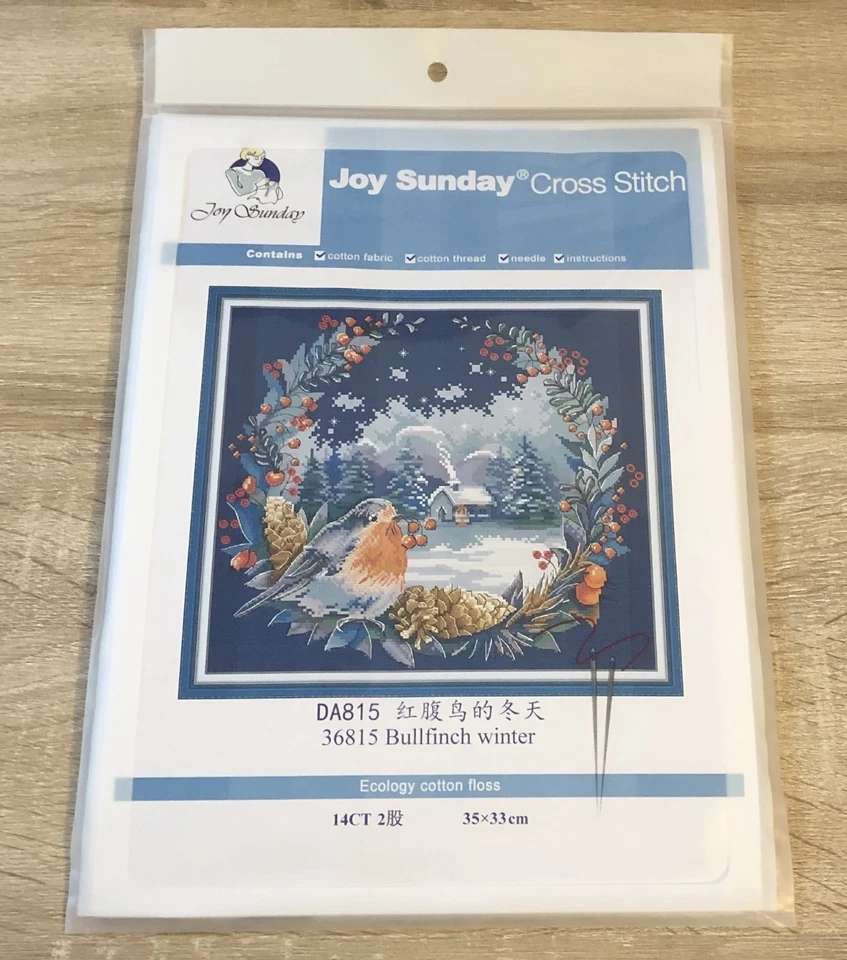 Joy Sunday® Cross Stitch
Joy Sunday
Contains cotton fabric cotton thread needle instructions
DA815 红腹鸟的冬天
36815 Bullfinch winter
Ecology cotton floss
14CT 2股 35×33cm